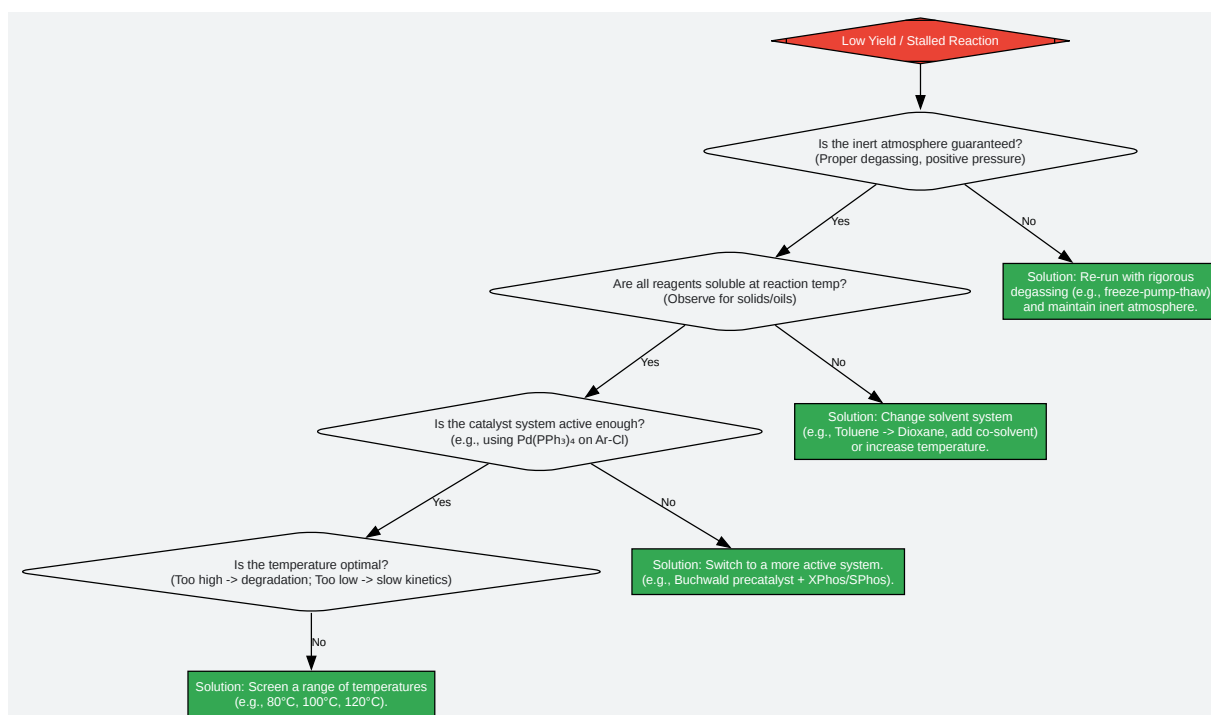 Low Yield / Stalled Reaction
Is the inert atmosphere guaranteed?
(Proper degassing, positive pressure)
Yes
No
Solution: Re-run with rigorous
degassing (e.g., freeze-pump-thaw)
and maintain inert atmosphere.
Are all reagents soluble at reaction temp?
(Observe for solids/oils)
Yes
No
Solution: Change solvent system
(e.g., Toluene -> Dioxane, add co-solvent)
or increase temperature.
Is the catalyst system active enough?
(e.g., using Pd(PPh₃)₄ on Ar-Cl)
Yes
No
Solution: Switch to a more active system.
(e.g., Buchwald precatalyst + XPhos/SPhos).
Is the temperature optimal?
(Too high -> degradation; Too low -> slow kinetics)
No
Solution: Screen a range of temperatures
(e.g., 80°C, 100°C, 120°C).